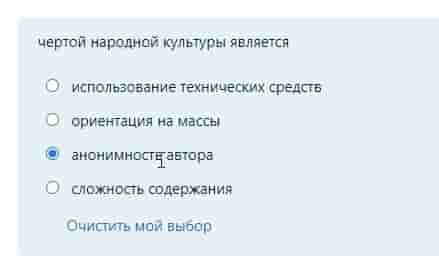 чертой народной культуры является
использование технических средств
ориентация на массы
анонимность автора
сложность содержания
Очистить мой выбор